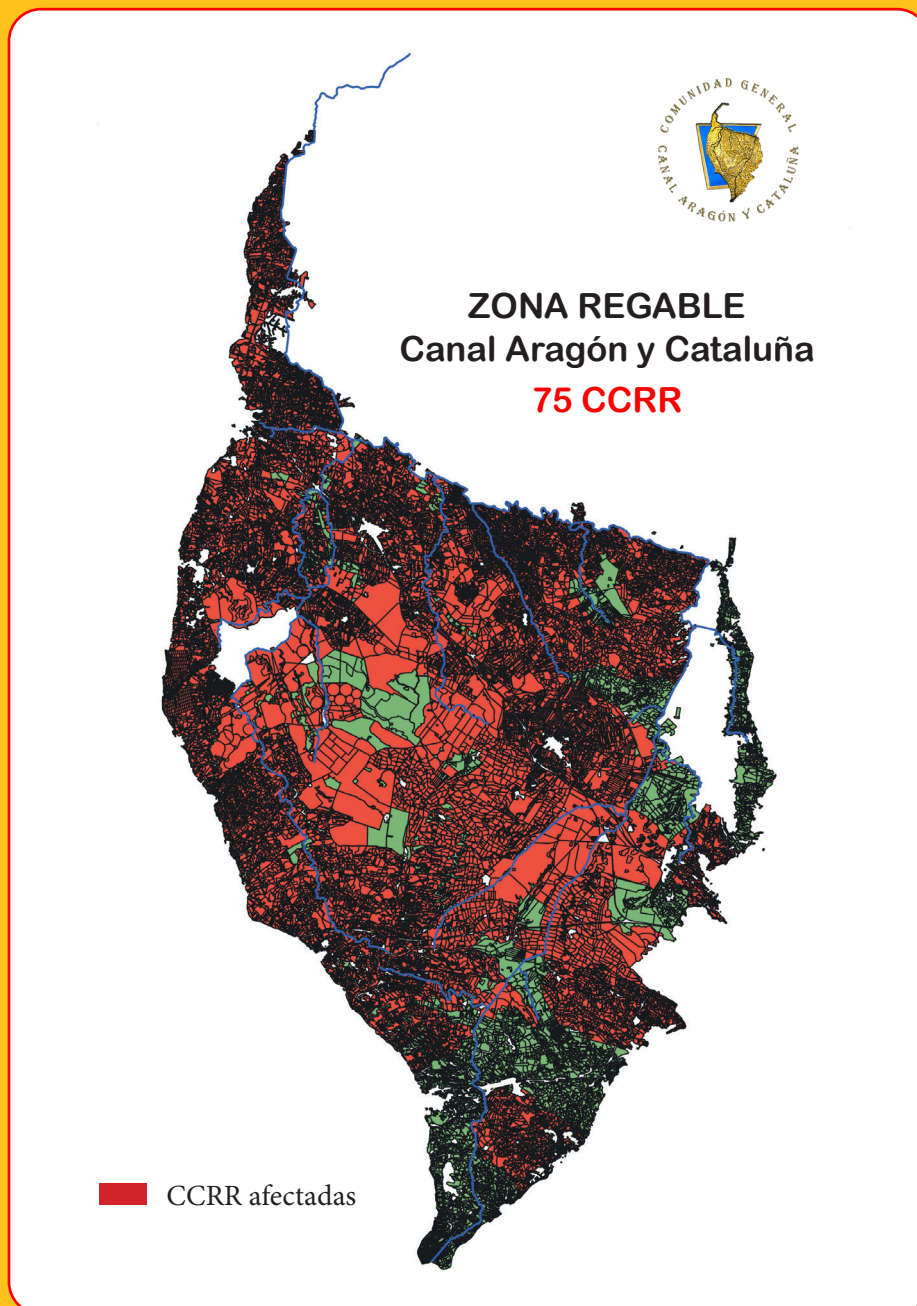 COMUNIDAD GENERAL
CANAL ARAGÓN Y CATALUÑA
ZONA REGABLE
Canal Aragón y Cataluña
75 CCRR
CCRR afectadas